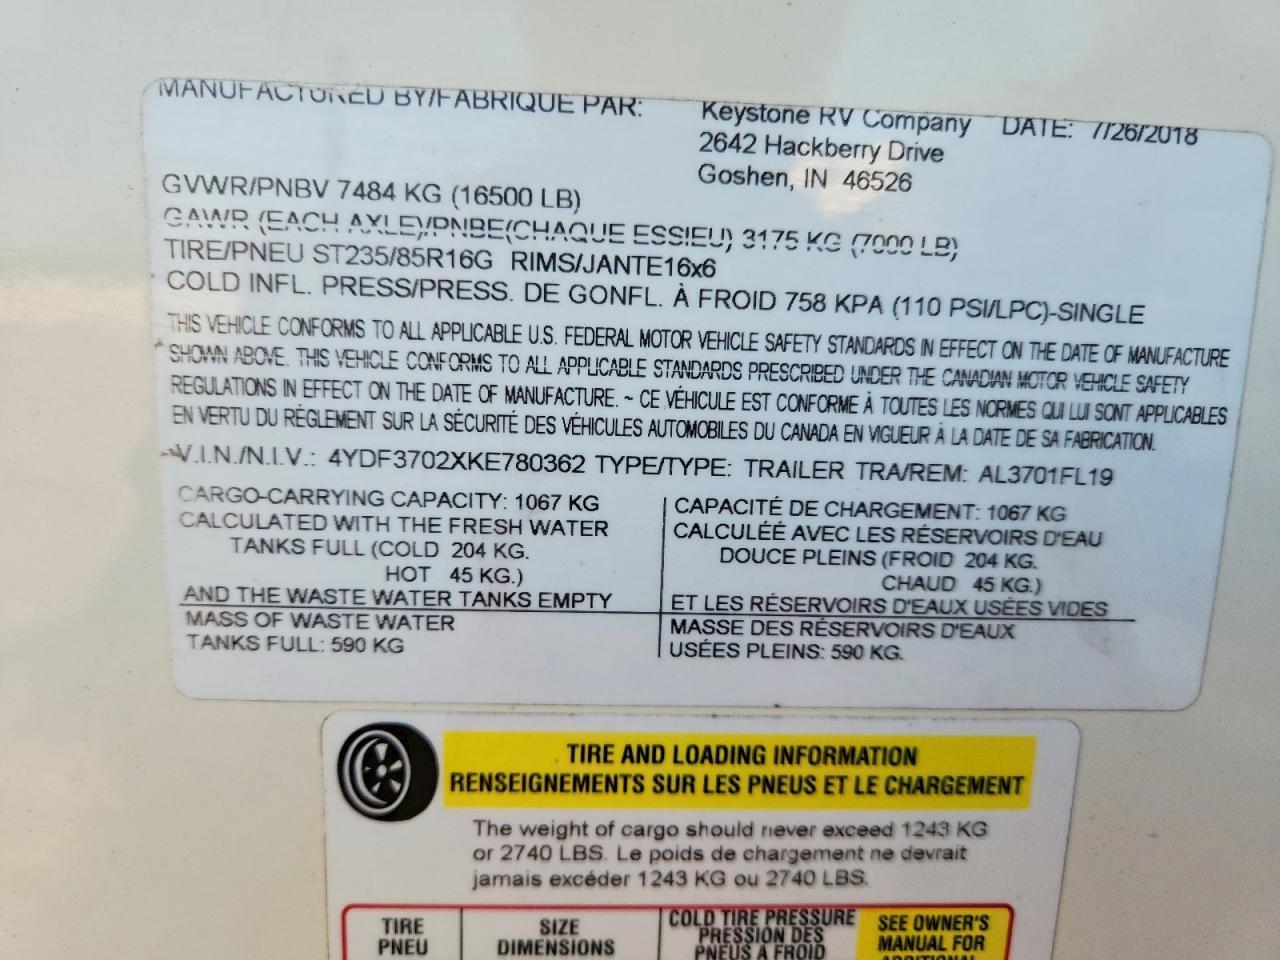 MANUFACTURED BY/FABRIQUE PAR: Keystone RV Company DATE: 7/26/2018
2642 Hackberry Drive
Goshen, IN 46526
GVWR/PNBV 7484 KG (16500 LB)
GAWR (EACH AXLE)/PNBE(CHAQUE ESSIEU) 3175 KG (7000 LB)
TIRE/PNEU ST235/85R16G RIMS/JANTE16x6
COLD INFL. PRESS/PRESS. DE GONFL. À FROID 758 KPA (110 PSI/LPC)-SINGLE
THIS VEHICLE CONFORMS TO ALL APPLICABLE U.S. FEDERAL MOTOR VEHICLE SAFETY STANDARDS IN EFFECT ON THE DATE OF MANUFACTURE
SHOWN ABOVE. THIS VEHICLE CONFORMS TO ALL APPLICABLE STANDARDS PRESCRIBED UNDER THE CANADIAN MOTOR VEHICLE SAFETY
REGULATIONS IN EFFECT ON THE DATE OF MANUFACTURE. ~ CE VÉHICULE EST CONFORME À TOUTES LES NORMES QUI LUI SONT APPLICABLES
EN VERTU DU RÉGLEMENT SUR LA SÉCURITÉ DES VÉHICULES AUTOMOBILES DU CANADA EN VIGUEUR À LA DATE DE SA FABRICATION.
V.I.N./N.I.V.: 4YDF3702XKE780362 TYPE/TYPE: TRAILER TRA/REM: AL3701FL19
CARGO-CARRYING CAPACITY: 1067 KG
CALCULATED WITH THE FRESH WATER
TANKS FULL (COLD 204 KG.
HOT 45 KG.)
AND THE WASTE WATER TANKS EMPTY
MASS OF WASTE WATER
TANKS FULL: 590 KG
CAPACITÉ DE CHARGEMENT: 1067 KG
CALCULÉÉ AVEC LES RÉSERVOIRS D'EAU
DOUCE PLEINS (FROID 204 KG.
CHAUD 45 KG.)
ET LES RÉSERVOIRS D'EAUX USÉES VIDES
MASSE DES RÉSERVOIRS D'EAUX
USÉES PLEINS: 590 KG.
TIRE AND LOADING INFORMATION
RENSEIGNEMENTS SUR LES PNEUS ET LE CHARGEMENT
The weight of cargo should never exceed 1243 KG
or 2740 LBS. Le poids de chargement ne devrait
jamais excéder 1243 KG ou 2740 LBS.
TIRE
PNEU
SIZE
DIMENSIONS
COLD TIRE PRESSURE
PRESSION DES
PNEUS A FROID
SEE OWNER'S
MANUAL FOR
ADDITIONAL